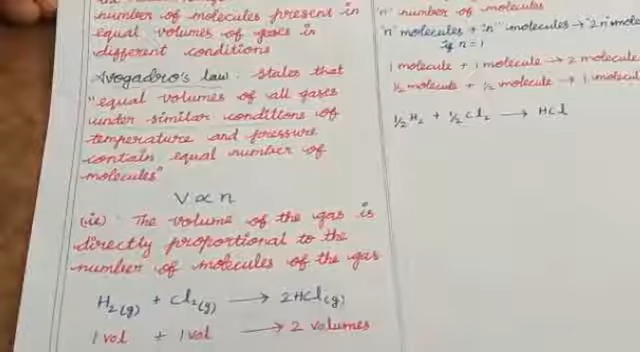 number of molecules present in
equal volumes of gases in
different conditions
Avogadro's law: states that
"equal volumes of all gases
under similar conditions of
temperature and pressure
contain equal number of
molecules"
V ∝ n
(ie) The volume of the gas is
directly proportional to the
number of molecules of the gas
H₂(g) + Cl₂(g) → 2HCl(g)
1 vol + 1 vol → 2 volumes
"n" number of molecules
"n" molecules + "n" molecules → "2n"
if n = 1
1 molecule + 1 molecule → 2 molecule
½ molecule + ½ molecule → 1
½ H₂ + ½ Cl₂ → HCl